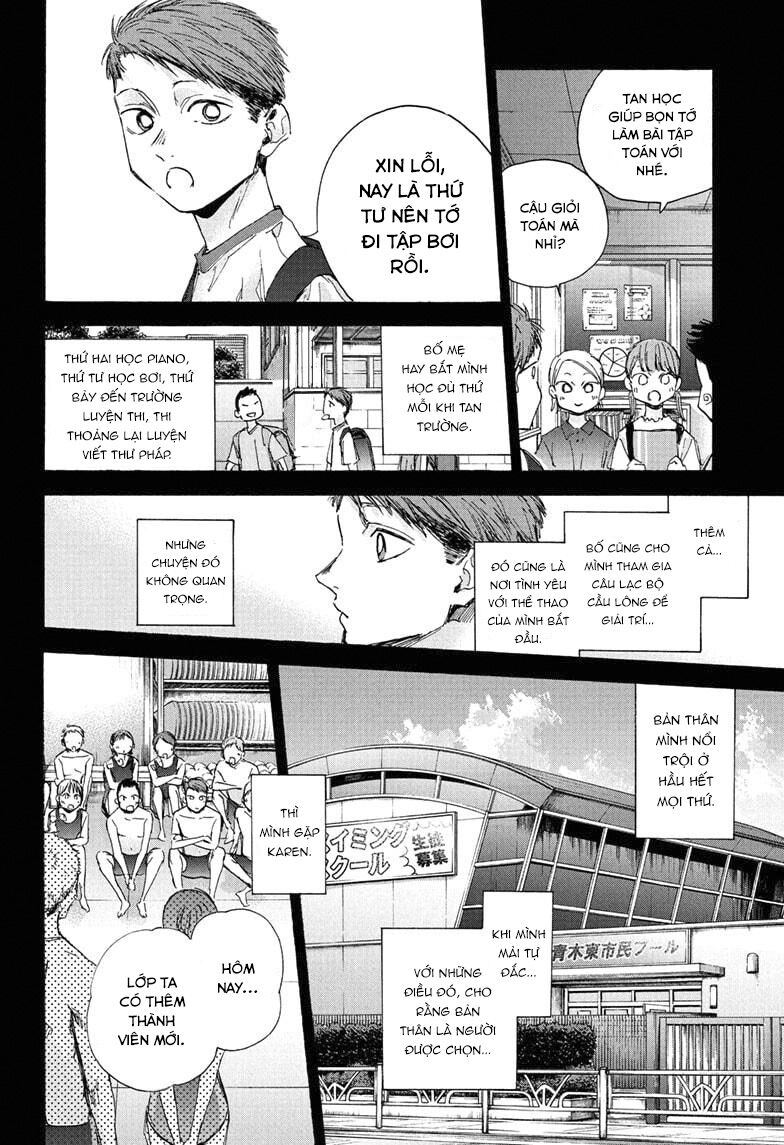 TAN HỌC
GIÚP BỌN TỚ
LÀM BÀI TẬP
TOÁN VỚI
NHÉ.
CẬU GIỎI
TOÁN MÀ
NHỈ?
XIN LỖI,
NAY LÀ THỨ
TƯ NÊN TỚ
ĐI TẬP BƠI
RỒI.
BỐ MẸ
HAY BẮT MÌNH
HỌC ĐỦ THỨ
MỖI KHI TAN
TRƯỜNG.
THỨ HAI HỌC PIANO,
THỨ TƯ HỌC BƠI, THỨ
BẢY ĐẾN TRƯỜNG
LUYỆN THI, THI
THOẢNG LẠI LUYỆN
VIẾT THƯ PHÁP.
THÊM
CẢ...
BỐ CŨNG CHO
MÌNH THAM GIA
CÂU LẠC BỘ
CẦU LÔNG ĐỂ
GIẢI TRÍ...
ĐÓ CŨNG LÀ
NƠI TÌNH YÊU
VỚI THỂ THAO
CỦA MÌNH BẮT
ĐẦU.
NHƯNG
CHUYỆN ĐÓ
KHÔNG QUAN
TRỌNG.
BẢN THÂN
MÌNH NỔI
TRỘI Ở
HẦU HẾT
MỌI THỨ.
イミング
スクール
生徒
募集
青木東市民プール
KHI MÌNH
MẢI TỰ
ĐẮC...
VỚI NHỮNG
ĐIỀU ĐÓ, CHO
RẰNG BẢN
THÂN LÀ NGƯỜI
ĐƯỢC CHỌN...
THÌ
MÌNH GẶP
KAREN.
HÔM
NAY...
LỚP TA
CÓ THÊM
THÀNH
VIÊN MỚI.